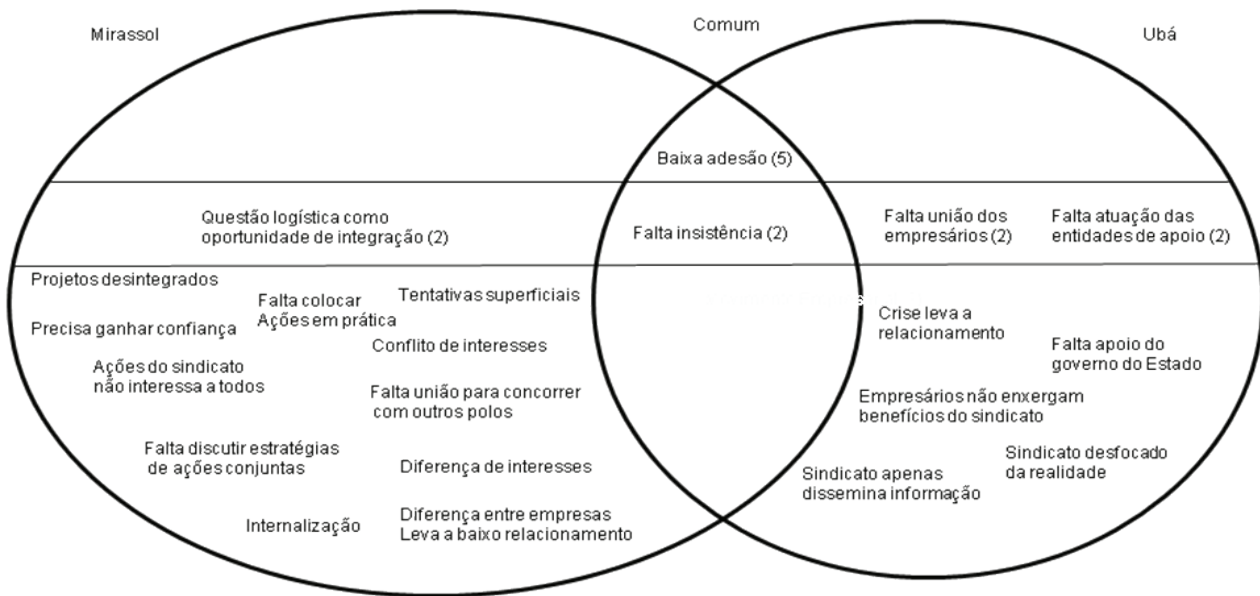 Mirassol
Comum
Ubá
Baixa adesão (5)
Questão logística como
oportunidade de integração (2)
Falta insistência (2)
Falta união dos
empresários (2)
Falta atuação das
entidades de apoio (2)
Projetos desintegrados
Falta colocar
Ações em prática
Tentativas superficiais
Precisa ganhar confiança
Conflito de interesses
Ações do sindicato
não interessa a todos
Falta união para concorrer
com outros polos
Falta discutir estratégias
de ações conjuntas
Diferença de interesses
Internalização
Diferença entre empresas
Leva a baixo relacionamento
Crise leva a
relacionamento
Falta apoio do
governo do Estado
Empresários não enxergam
benefícios do sindicato
Sindicato desfocado
da realidade
Sindicato apenas
dissemina informação